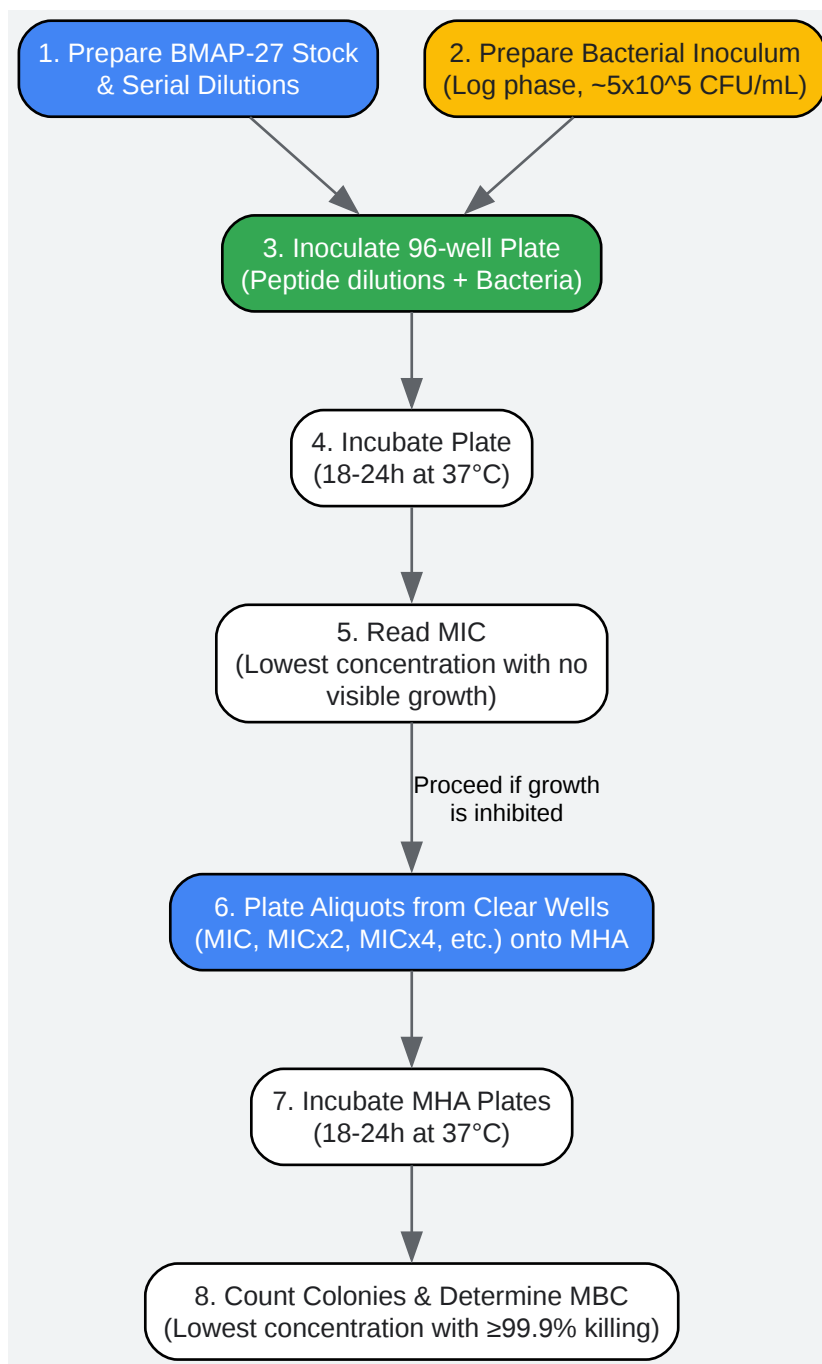 1. Prepare BMAP-27 Stock
& Serial Dilutions
2. Prepare Bacterial Inoculum
(Log phase, ~5x10^5 CFU/mL)
3. Inoculate 96-well Plate
(Peptide dilutions + Bacteria)
4. Incubate Plate
(18-24h at 37°C)
5. Read MIC
(Lowest concentration with no
visible growth)
Proceed if growth
is inhibited
6. Plate Aliquots from Clear Wells
(MIC, MICx2, MICx4, etc.) onto MHA
7. Incubate MHA Plates
(18-24h at 37°C)
8. Count Colonies & Determine MBC
(Lowest concentration with ≥99.9% killing)